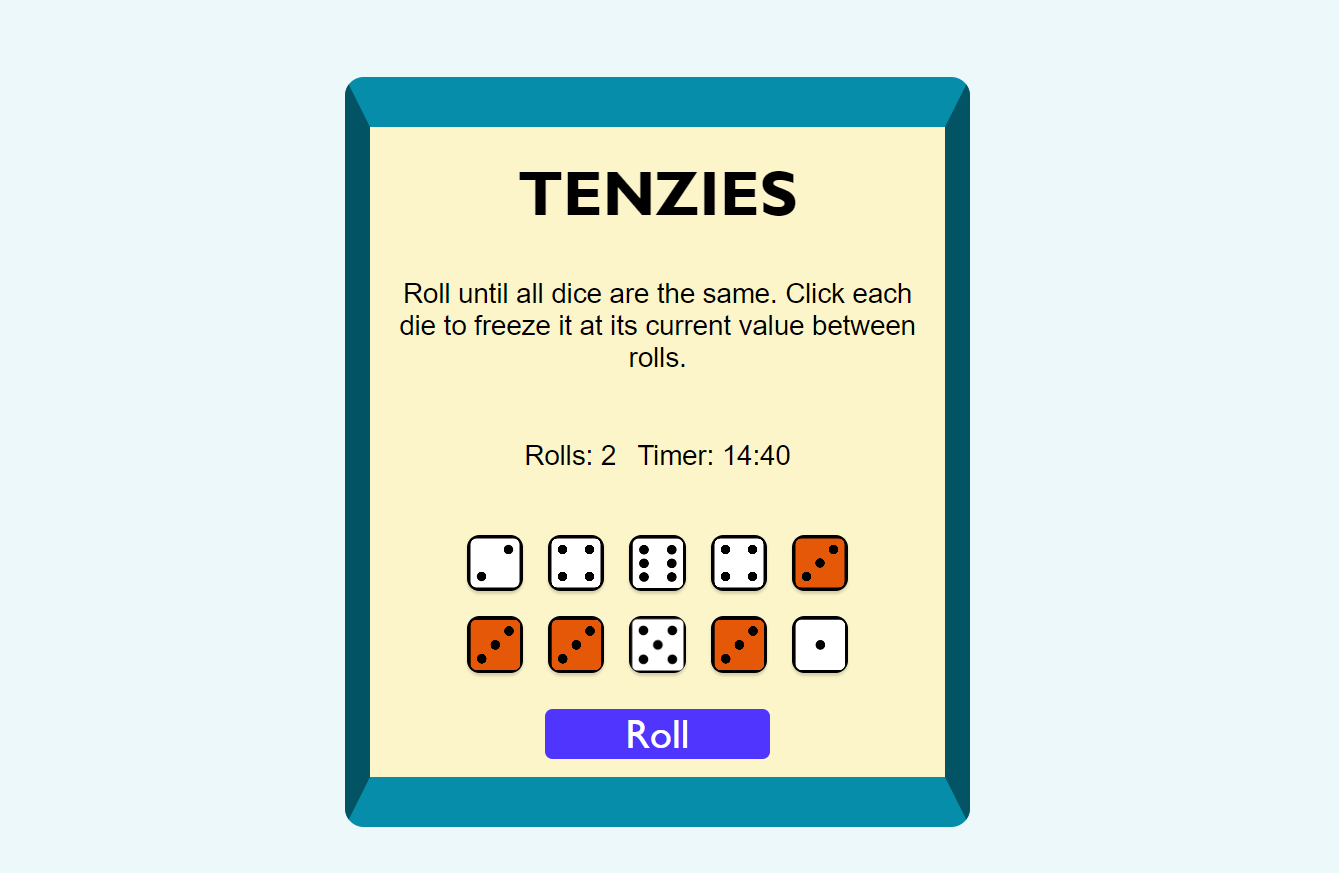 TENZIES
Roll until all dice are the same. Click each
die to freeze it at its current value between
rolls.
Rolls: 2 Timer: 14:40
Roll